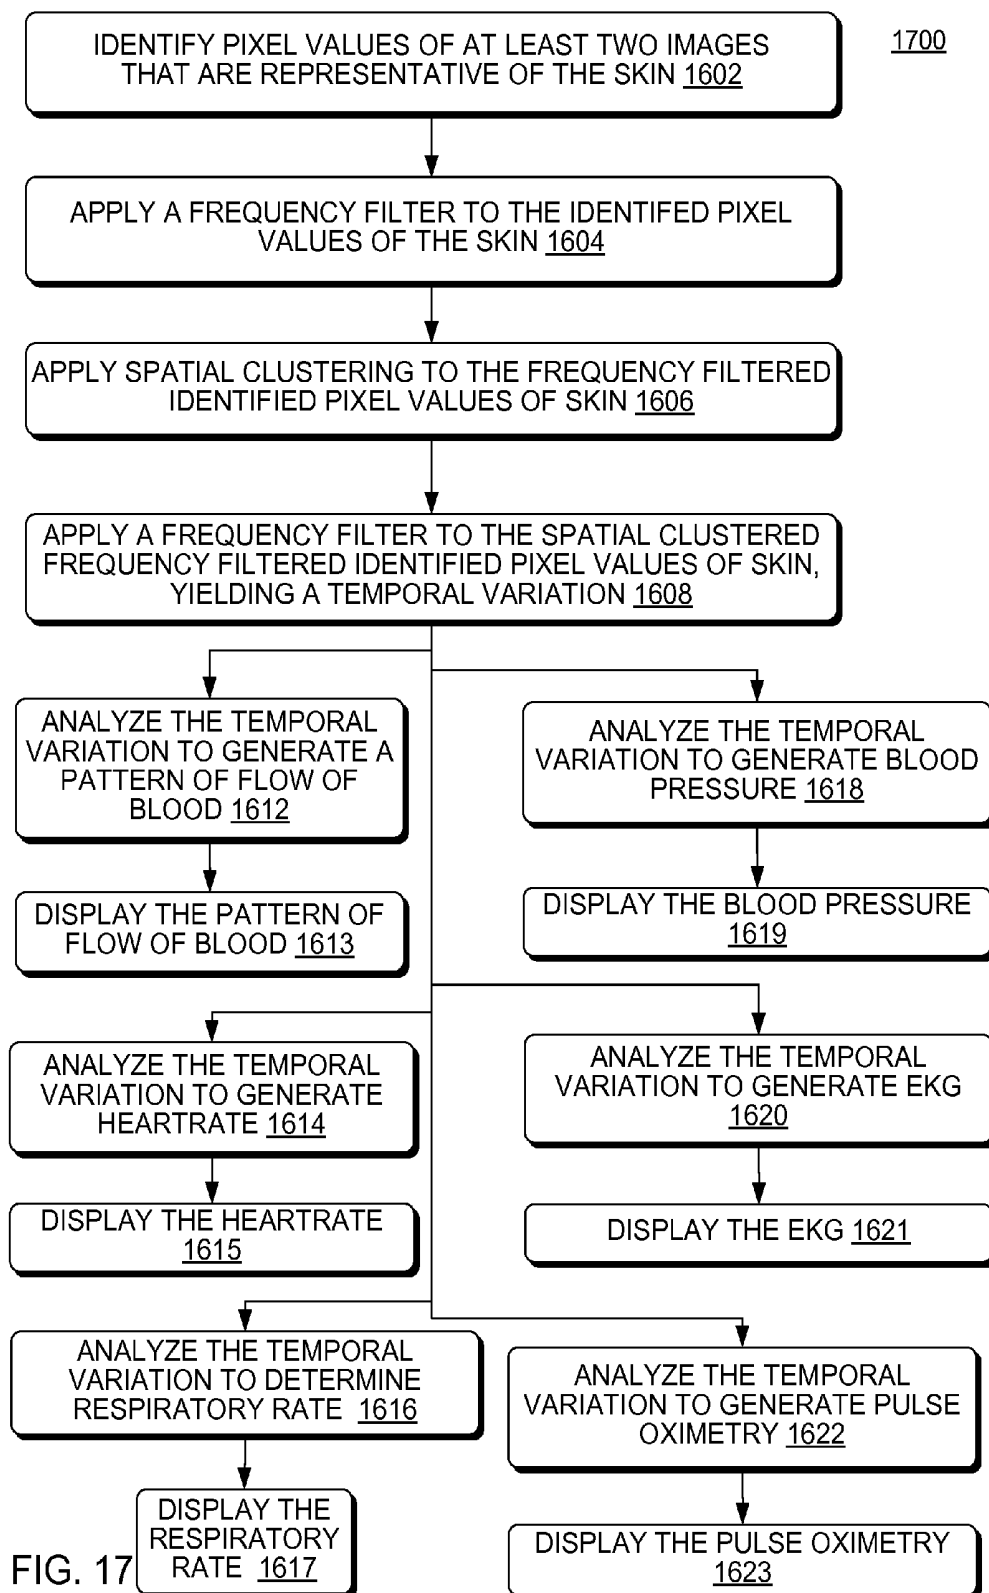 IDENTIFY PIXEL VALUES OF AT LEAST TWO IMAGES
THAT ARE REPRESENTATIVE OF THE SKIN 1602
1700
APPLY A FREQUENCY FILTER TO THE IDENTIFED PIXEL
VALUES OF THE SKIN 1604
APPLY SPATIAL CLUSTERING TO THE FREQUENCY FILTERED
IDENTIFIED PIXEL VALUES OF SKIN 1606
APPLY A FREQUENCY FILTER TO THE SPATIAL CLUSTERED
FREQUENCY FILTERED IDENTIFIED PIXEL VALUES OF SKIN,
YIELDING A TEMPORAL VARIATION 1608
ANALYZE THE TEMPORAL
VARIATION TO GENERATE A
PATTERN OF FLOW OF
BLOOD 1612
DISPLAY THE PATTERN OF
FLOW OF BLOOD 1613
ANALYZE THE TEMPORAL
VARIATION TO GENERATE BLOOD
PRESSURE 1618
DISPLAY THE BLOOD PRESSURE
1619
ANALYZE THE TEMPORAL
VARIATION TO GENERATE
HEARTRATE 1614
DISPLAY THE HEARTRATE
1615
ANALYZE THE TEMPORAL
VARIATION TO GENERATE EKG
1620
DISPLAY THE EKG 1621
ANALYZE THE TEMPORAL
VARIATION TO DETERMINE
RESPIRATORY RATE 1616
DISPLAY THE
RESPIRATORY
RATE 1617
ANALYZE THE TEMPORAL
VARIATION TO GENERATE PULSE
OXIMETRY 1622
DISPLAY THE PULSE OXIMETRY
1623
FIG. 17